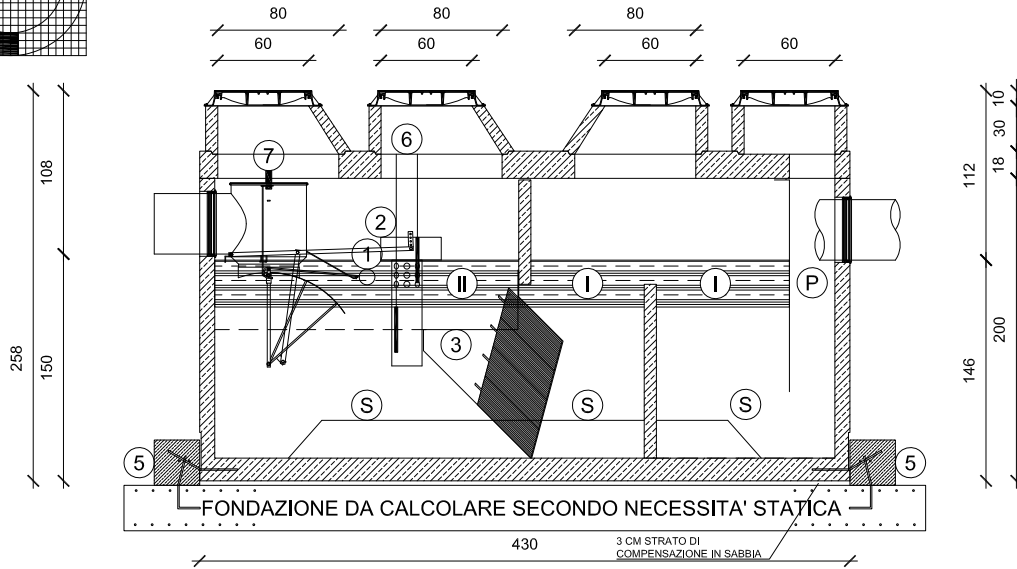 80 80 80
60 60 60 60
10
30
18
112
108
258
150
200
146
7
6
2
1
II I I P
3
S S S
5 5
FONDAZIONE DA CALCOLARE SECONDO NECESSITA' STATICA
430
3 CM STRATO DI
COMPENSAZIONE IN SABBIA